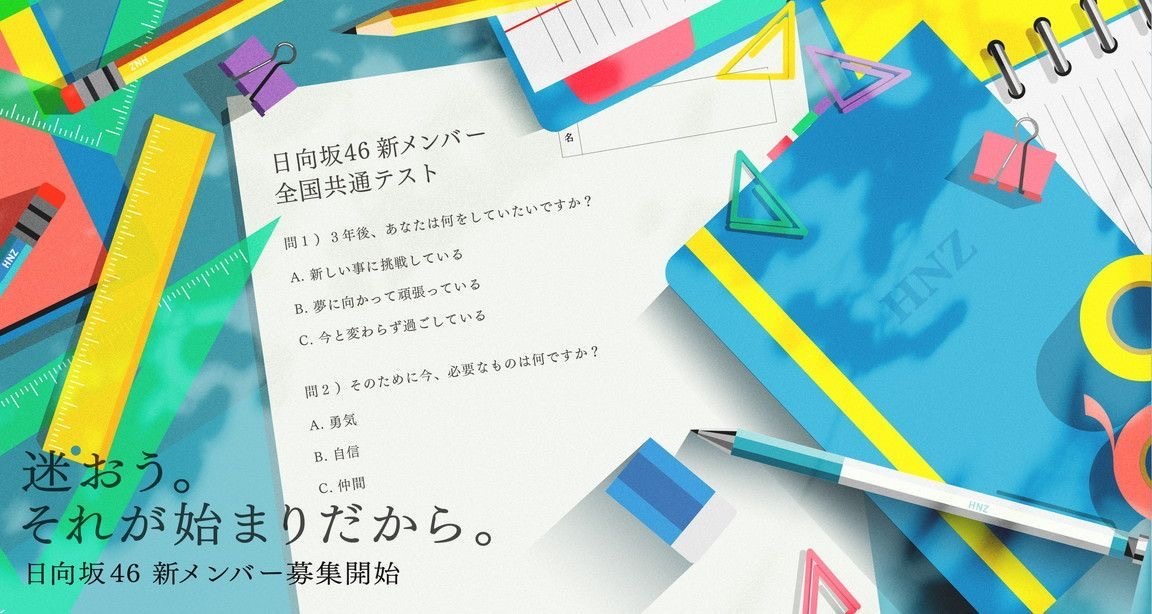 名
日向坂46 新メンバー
全国共通テスト
問1）3年後、あなたは何をしていたいですか？
A. 新しい事に挑戦している
B. 夢に向かって頑張っている
C. 今と変わらず過ごしている
問2）そのために今、必要なものは何ですか？
A. 勇気
B. 自信
C. 仲間
HNZ
HNZ
HNZ
HNZ
迷おう。
それが始まりだから。
日向坂46 新メンバー募集開始